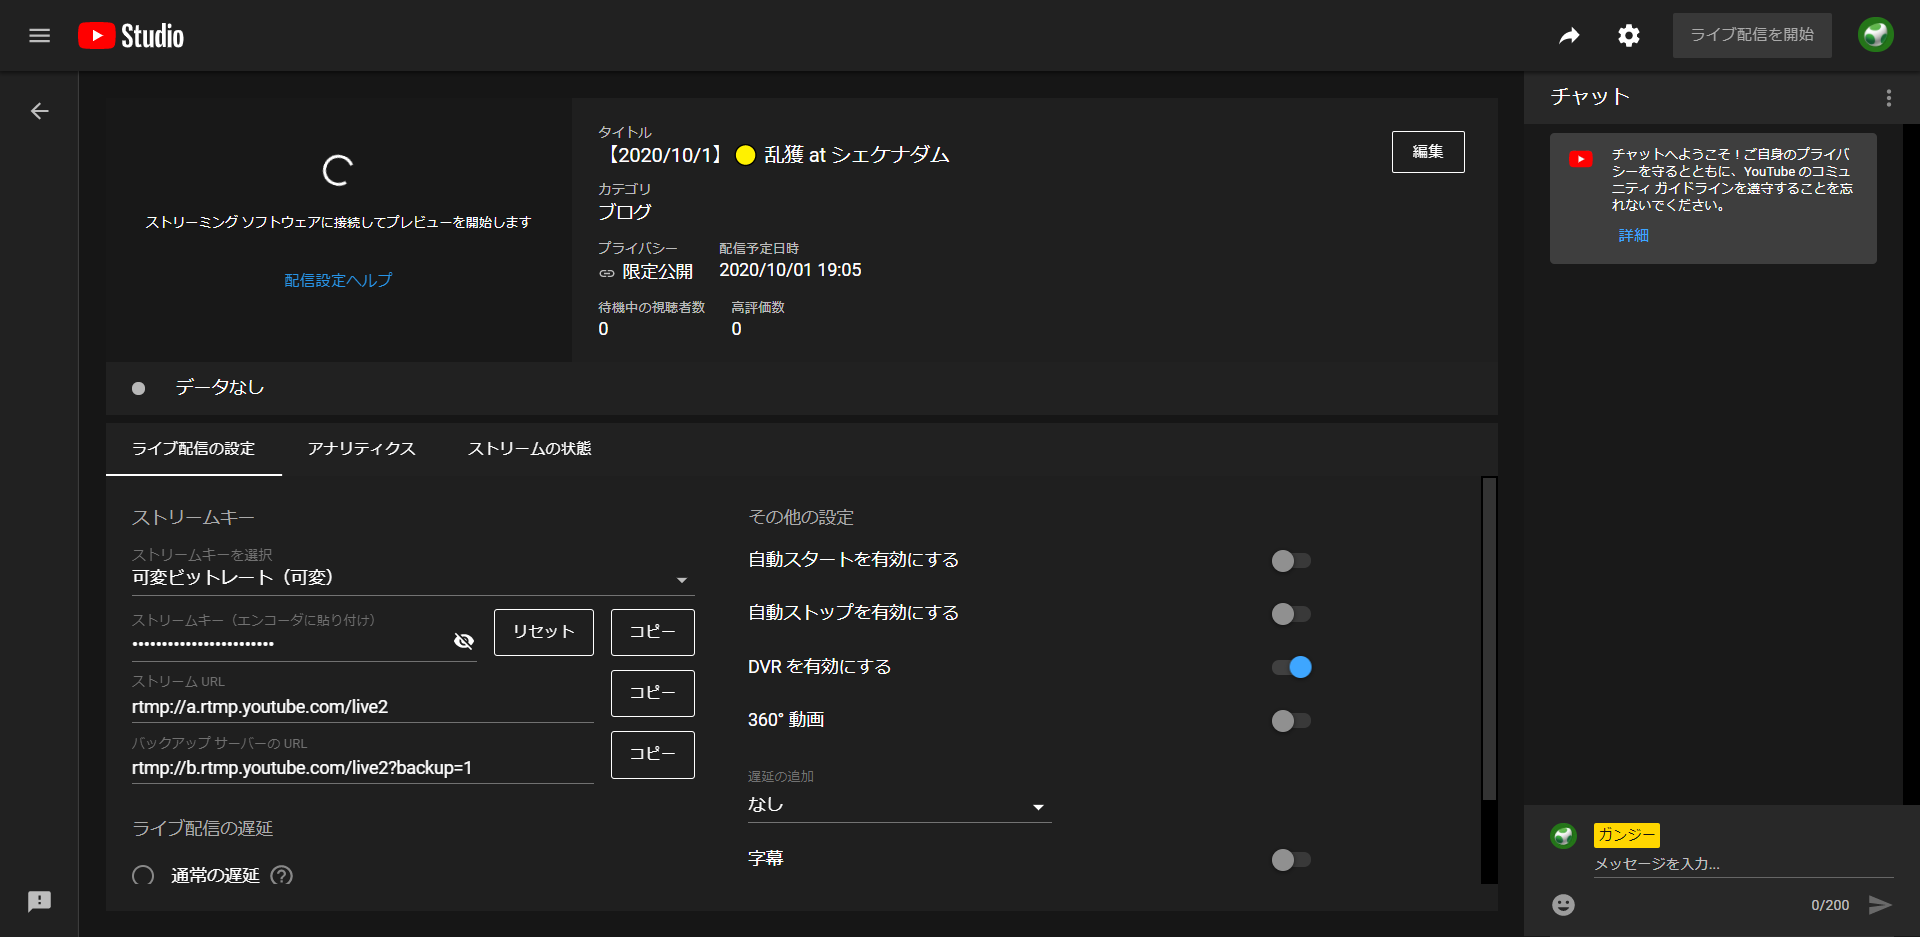 Studio
ライブ配信を開始
ストリーミング ソフトウェアに接続してプレビューを開始します
配信設定ヘルプ
タイトル
【2020/10/1】 乱獲 at シェケナダム
編集
カテゴリ
ブログ
プライバシー
限定公開
配信予定日時
2020/10/01 19:05
待機中の視聴者数
0
高評価数
0
データなし
ライブ配信の設定
アナリティクス
ストリームの状態
ストリームキー
ストリームキーを選択
可変ビットレート（可変）
ストリームキー（エンコーダに貼り付け）
••••••••••••••••••••••••
リセット
コピー
ストリーム URL
rtmp://a.rtmp.youtube.com/live2
コピー
バックアップ サーバーの URL
rtmp://b.rtmp.youtube.com/live2?backup=1
コピー
ライブ配信の遅延
通常の遅延
その他の設定
自動スタートを有効にする
自動ストップを有効にする
DVR を有効にする
360° 動画
遅延の追加
なし
字幕
チャット
チャットへようこそ！ご自身のプライバ
シーを守るとともに、YouTube のコミュ
ニティ ガイドラインを遵守することを忘
れないでください。
詳細
ガンジー
メッセージを入力...
0/200